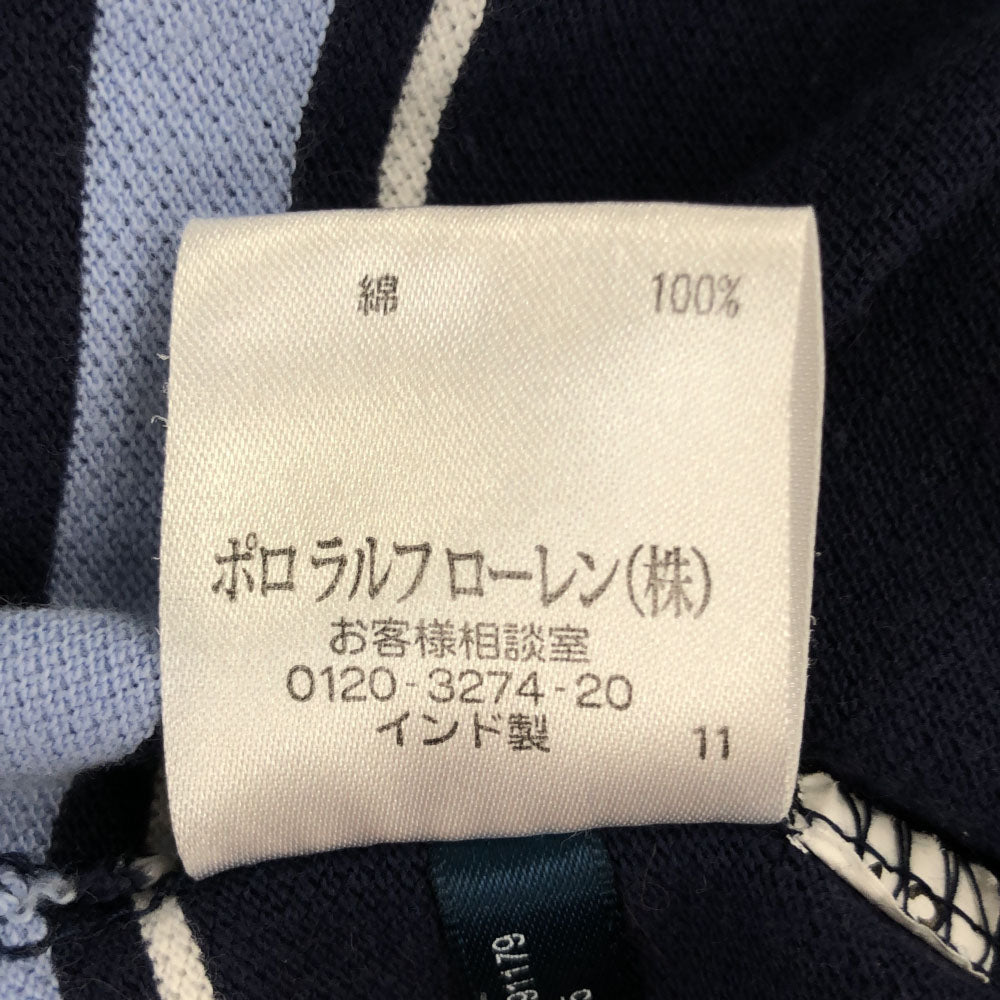 綿 100%
ポロ ラルフ ローレン(株)
お客様相談室
0120-3274-20
インド製 11
91179